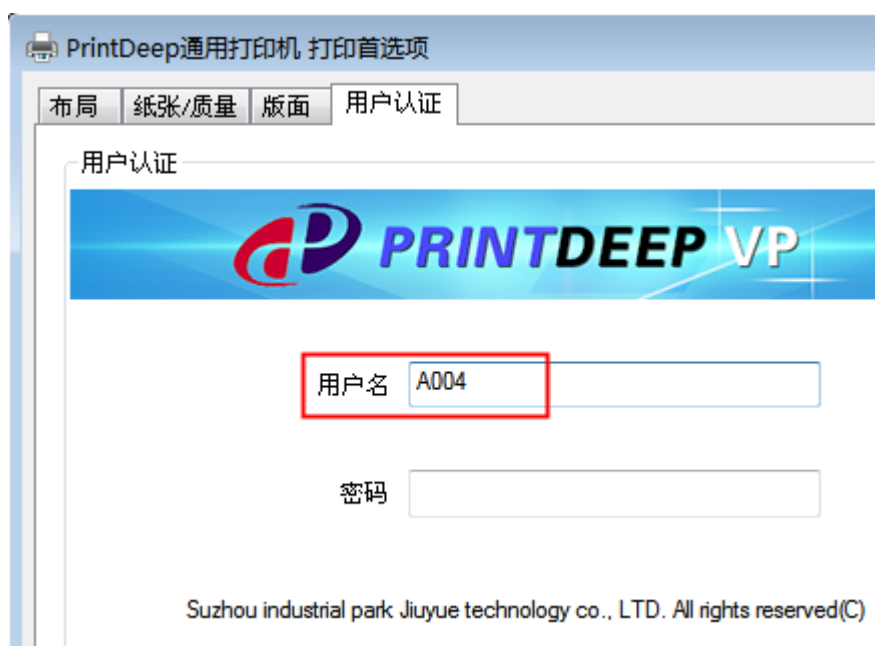 PrintDeep通用打印机 打印首选项
布局 纸张/质量 版面 用户认证
用户认证
PRINTDEEP VP
用户名 A004
密码
Suzhou industrial park Jiuyue technology co., LTD. All rights reserved(C)